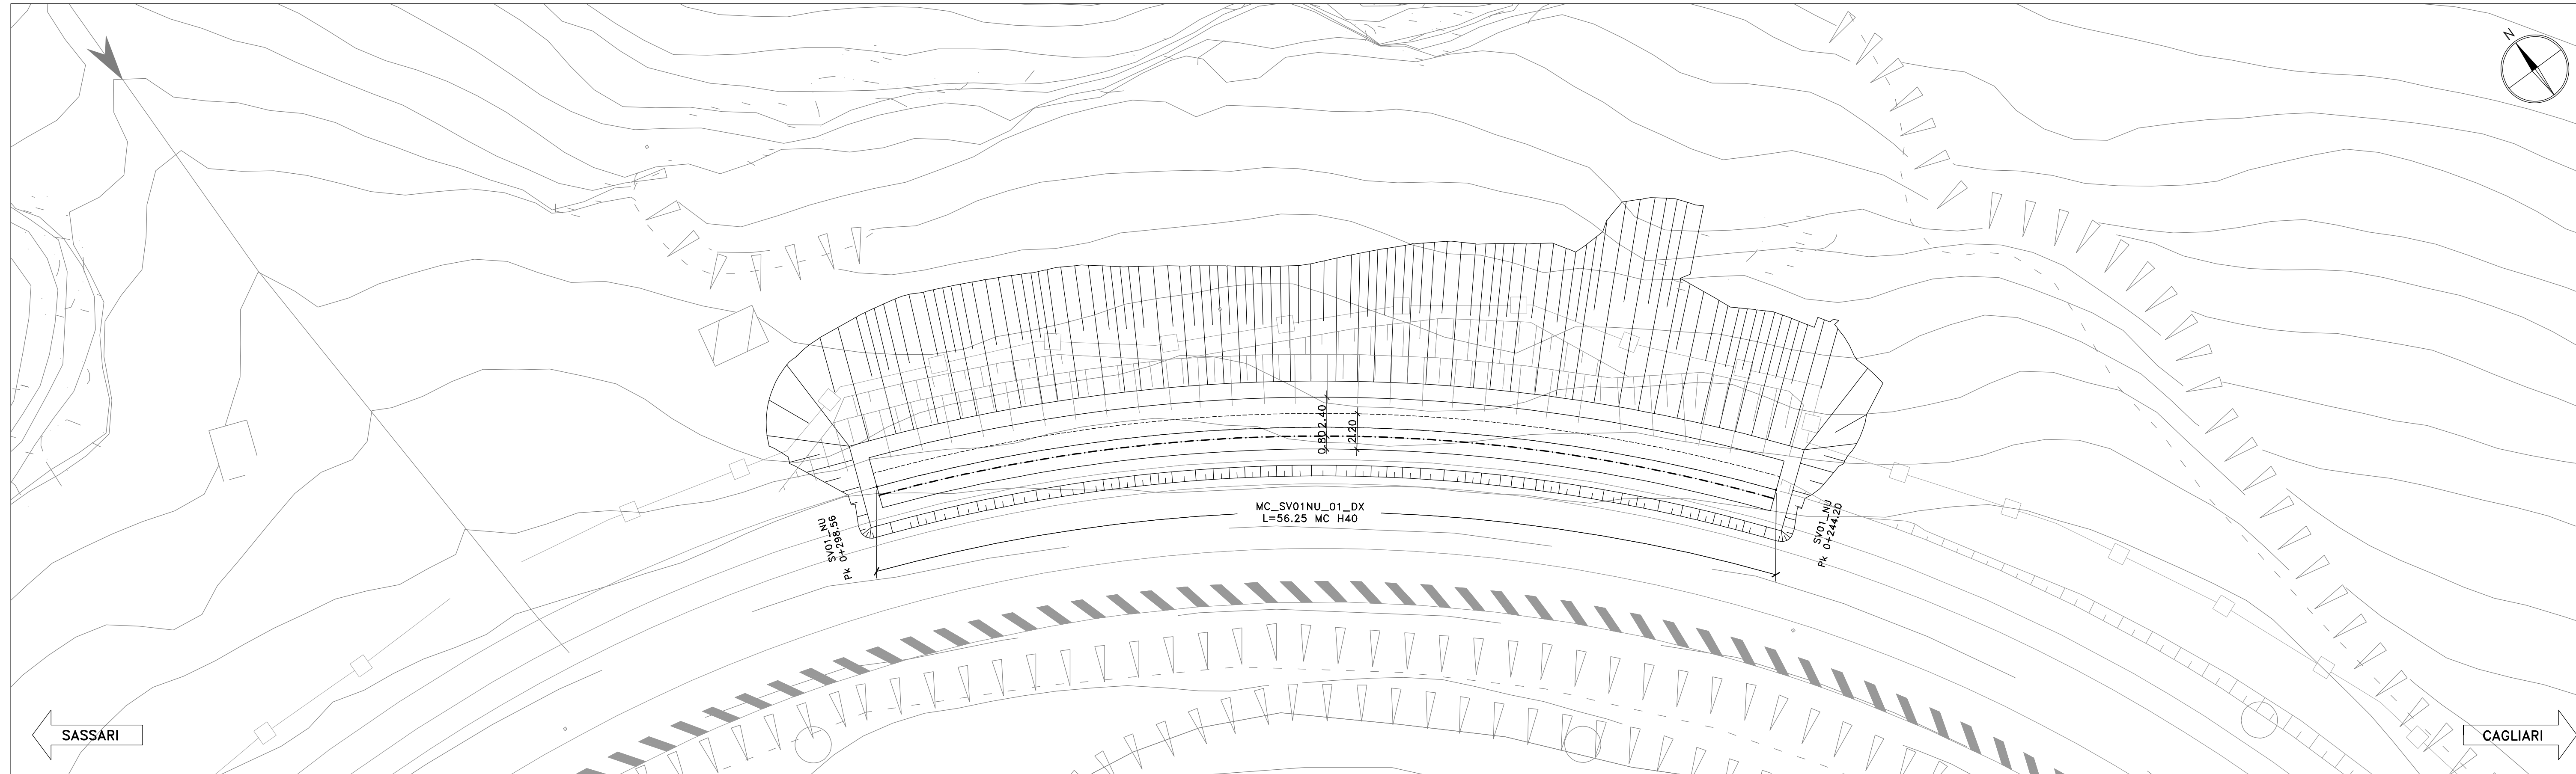 N
2.40
0.80
2.20
MC_SV01NU_01_DX
L=56.25 MC H40
SV01_NU
Pk 0+298.56
SV01_NU
Pk 0+244.20
SASSARI
CAGLIARI